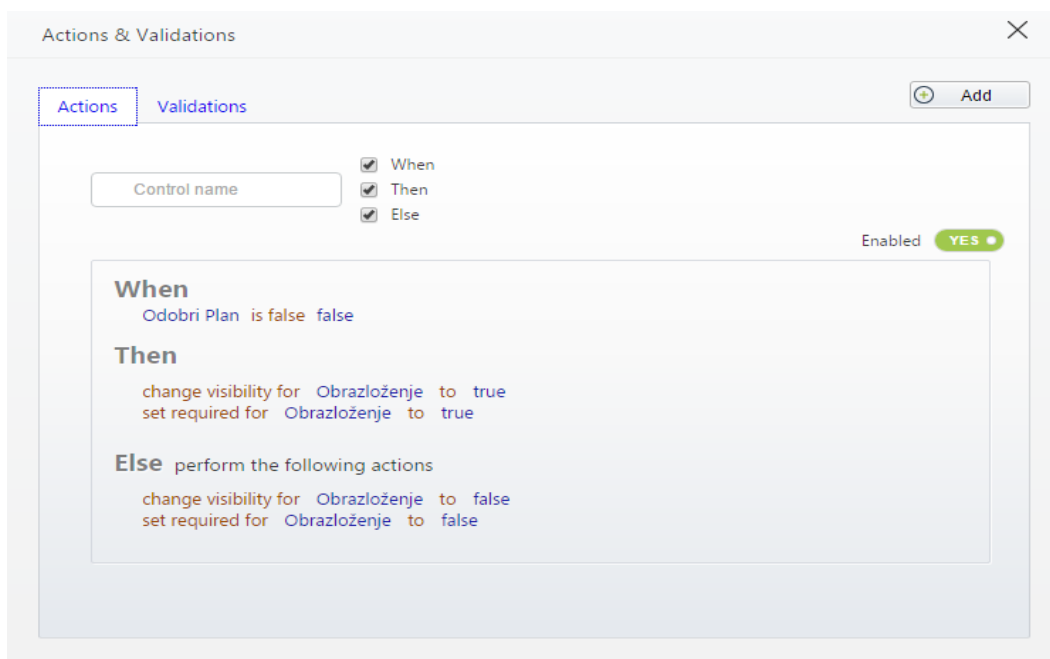 Actions & Validations
Actions Validations
Add
Control name
When
Then
Else
Enabled YES
When
Odobri Plan is false false
Then
change visibility for Obrazloženje to true
set required for Obrazloženje to true
Else perform the following actions
change visibility for Obrazloženje to false
set required for Obrazloženje to false